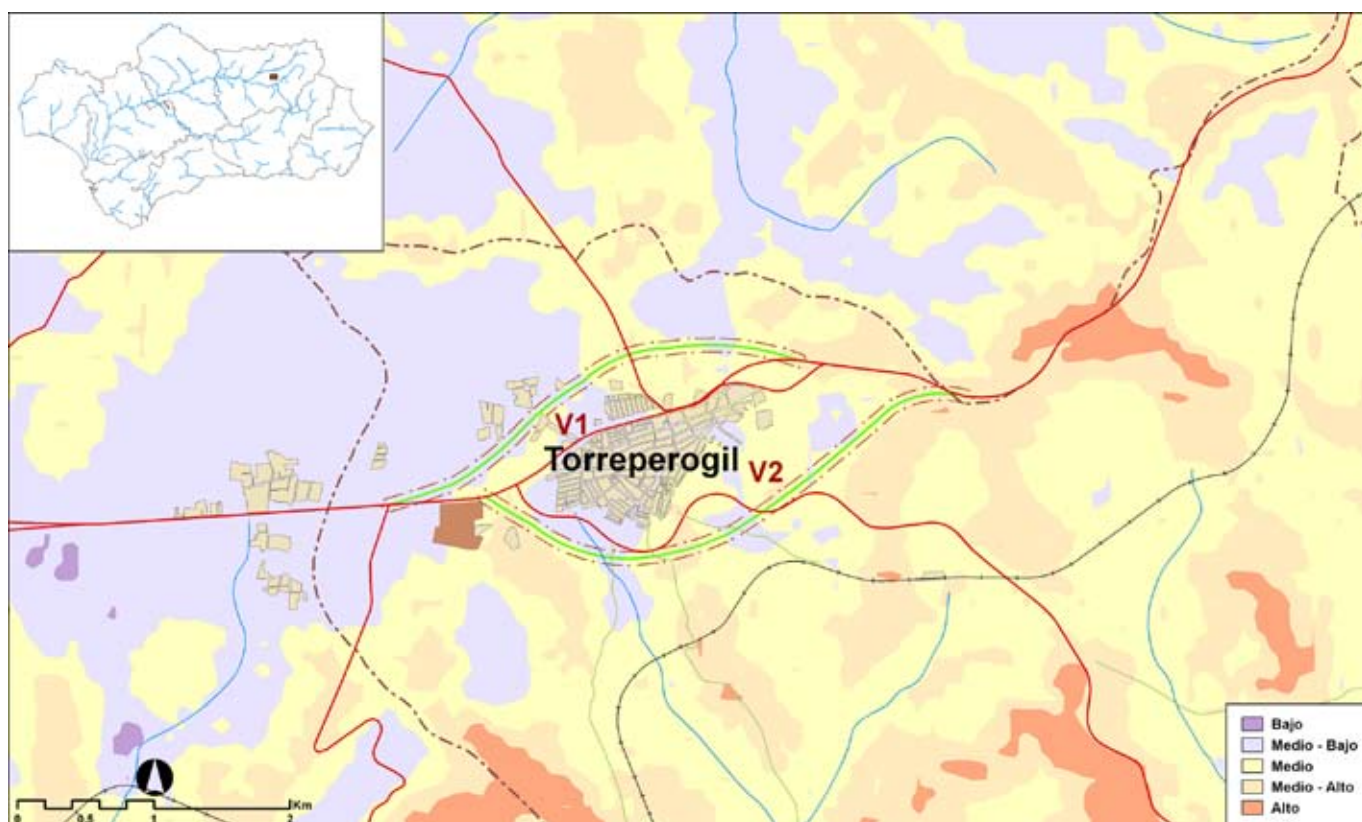 V1
Torreperogil
V2
Bajo
Medio - Bajo
Medio
Medio - Alto
Alto
Km
0 0.5 1 2